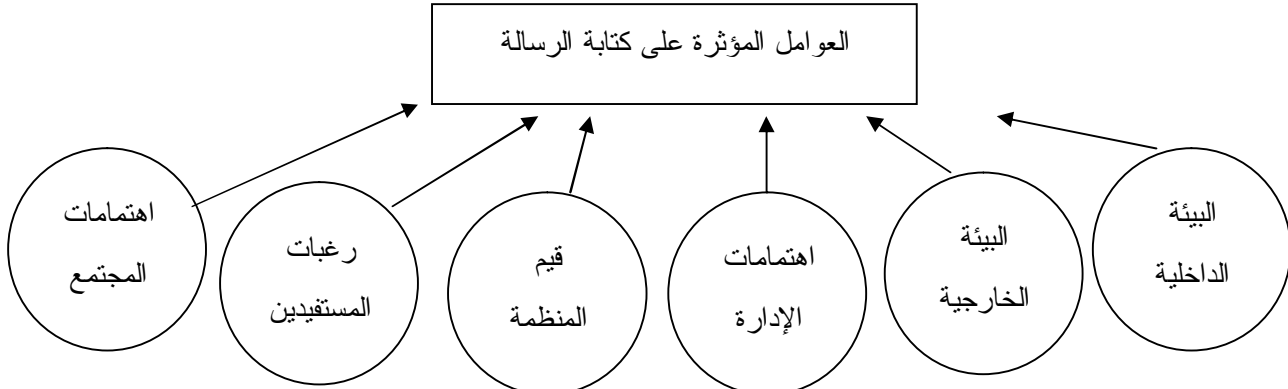 العوامل المؤثرة على كتابة الرسالة
البيئة
الداخلية
البيئة
الخارجية
اهتمامات
الإدارة
قيم
المنظمة
رغبات
المستفيدين
اهتمامات
المجتمع